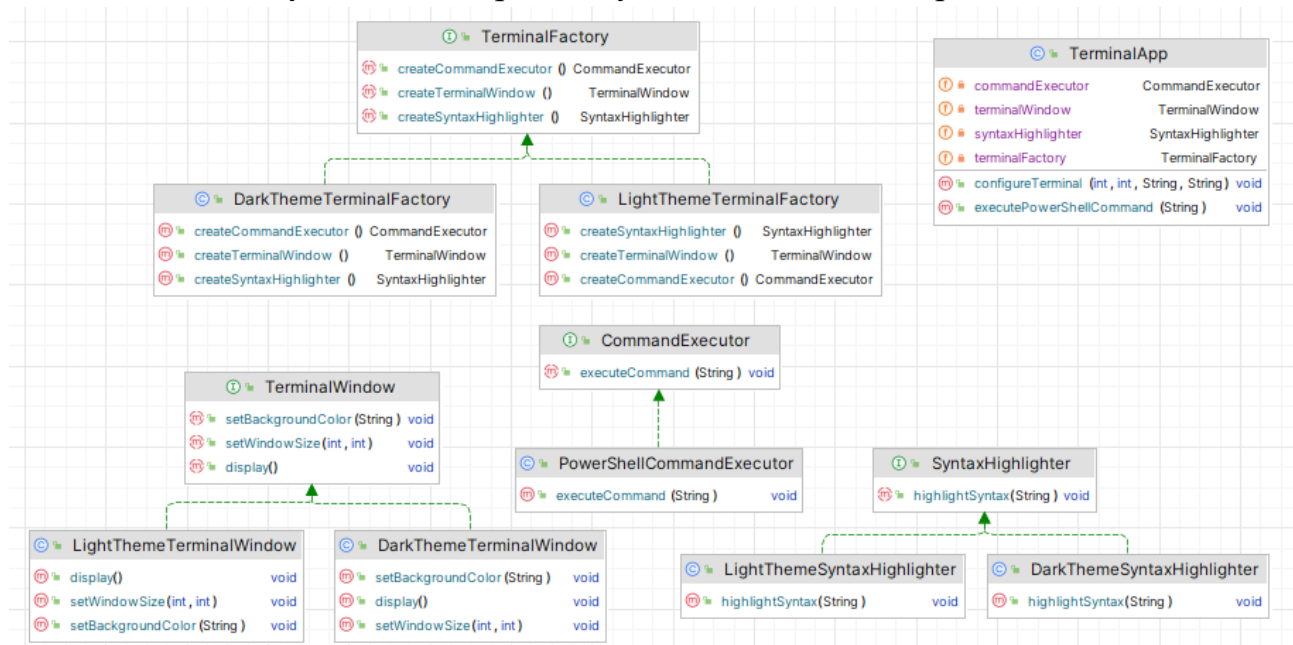 TerminalFactory
createCommandExecutor () CommandExecutor
createTerminalWindow () TerminalWindow
createSyntaxHighlighter () SyntaxHighlighter
TerminalApp
commandExecutor CommandExecutor
terminalWindow TerminalWindow
syntaxHighlighter SyntaxHighlighter
terminalFactory TerminalFactory
configureTerminal (int, int, String, String) void
executePowerShellCommand (String) void
DarkThemeTerminalFactory
createCommandExecutor () CommandExecutor
createTerminalWindow () TerminalWindow
createSyntaxHighlighter () SyntaxHighlighter
LightThemeTerminalFactory
createSyntaxHighlighter () SyntaxHighlighter
createTerminalWindow () TerminalWindow
createCommandExecutor () CommandExecutor
CommandExecutor
executeCommand (String) void
TerminalWindow
setBackgroundColor (String) void
setWindowSize (int, int) void
display() void
PowerShellCommandExecutor
executeCommand (String) void
SyntaxHighlighter
highlightSyntax(String) void
LightThemeTerminalWindow
display() void
setWindowSize (int, int) void
setBackgroundColor (String) void
DarkThemeTerminalWindow
setBackgroundColor (String) void
display() void
setWindowSize (int, int) void
LightThemeSyntaxHighlighter
highlightSyntax(String) void
DarkThemeSyntaxHighlighter
highlightSyntax(String) void